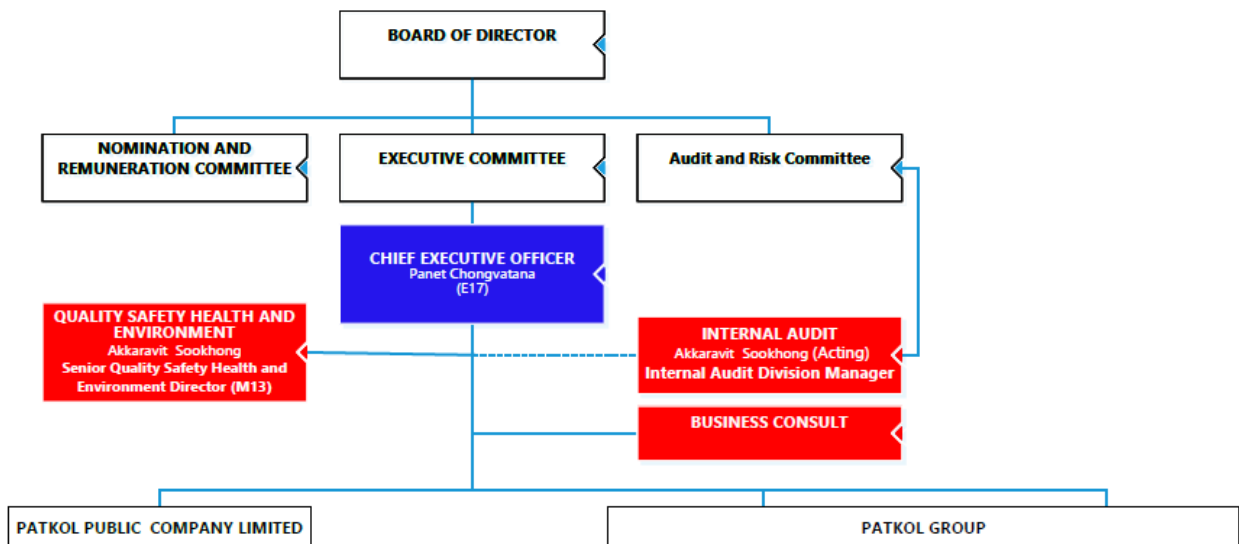 BOARD OF DIRECTOR
NOMINATION AND
REMUNERATION COMMITTEE
EXECUTIVE COMMITTEE
Audit and Risk Committee
CHIEF EXECUTIVE OFFICER
Panet Chongvatana
(E17)
QUALITY SAFETY HEALTH AND
ENVIRONMENT
Akkaravit Sookhong
Senior Quality Safety Health and
Environment Director (M13)
INTERNAL AUDIT
Akkaravit Sookhong (Acting)
Internal Audit Division Manager
BUSINESS CONSULT
PATKOL PUBLIC COMPANY LIMITED
PATKOL GROUP